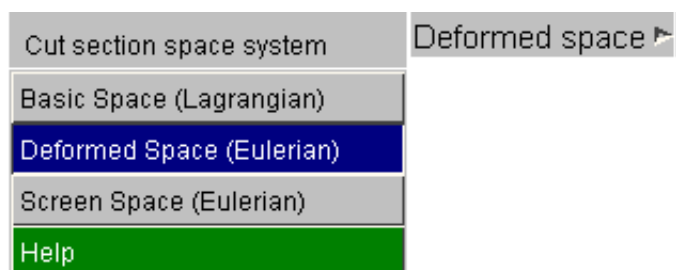 Cut section space system
Deformed space
Basic Space (Lagrangian)
Deformed Space (Eulerian)
Screen Space (Eulerian)
Help